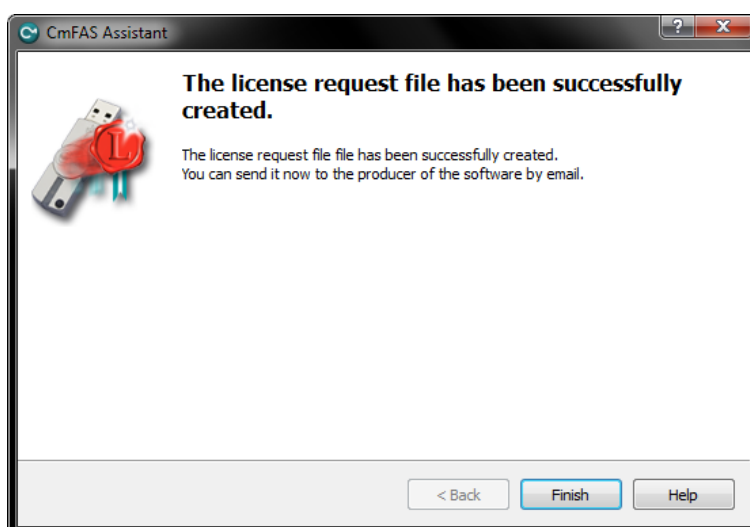 CmFAS Assistant
The license request file has been successfully
created.
The license request file file has been successfully created.
You can send it now to the producer of the software by email.
L
< Back
Finish
Help